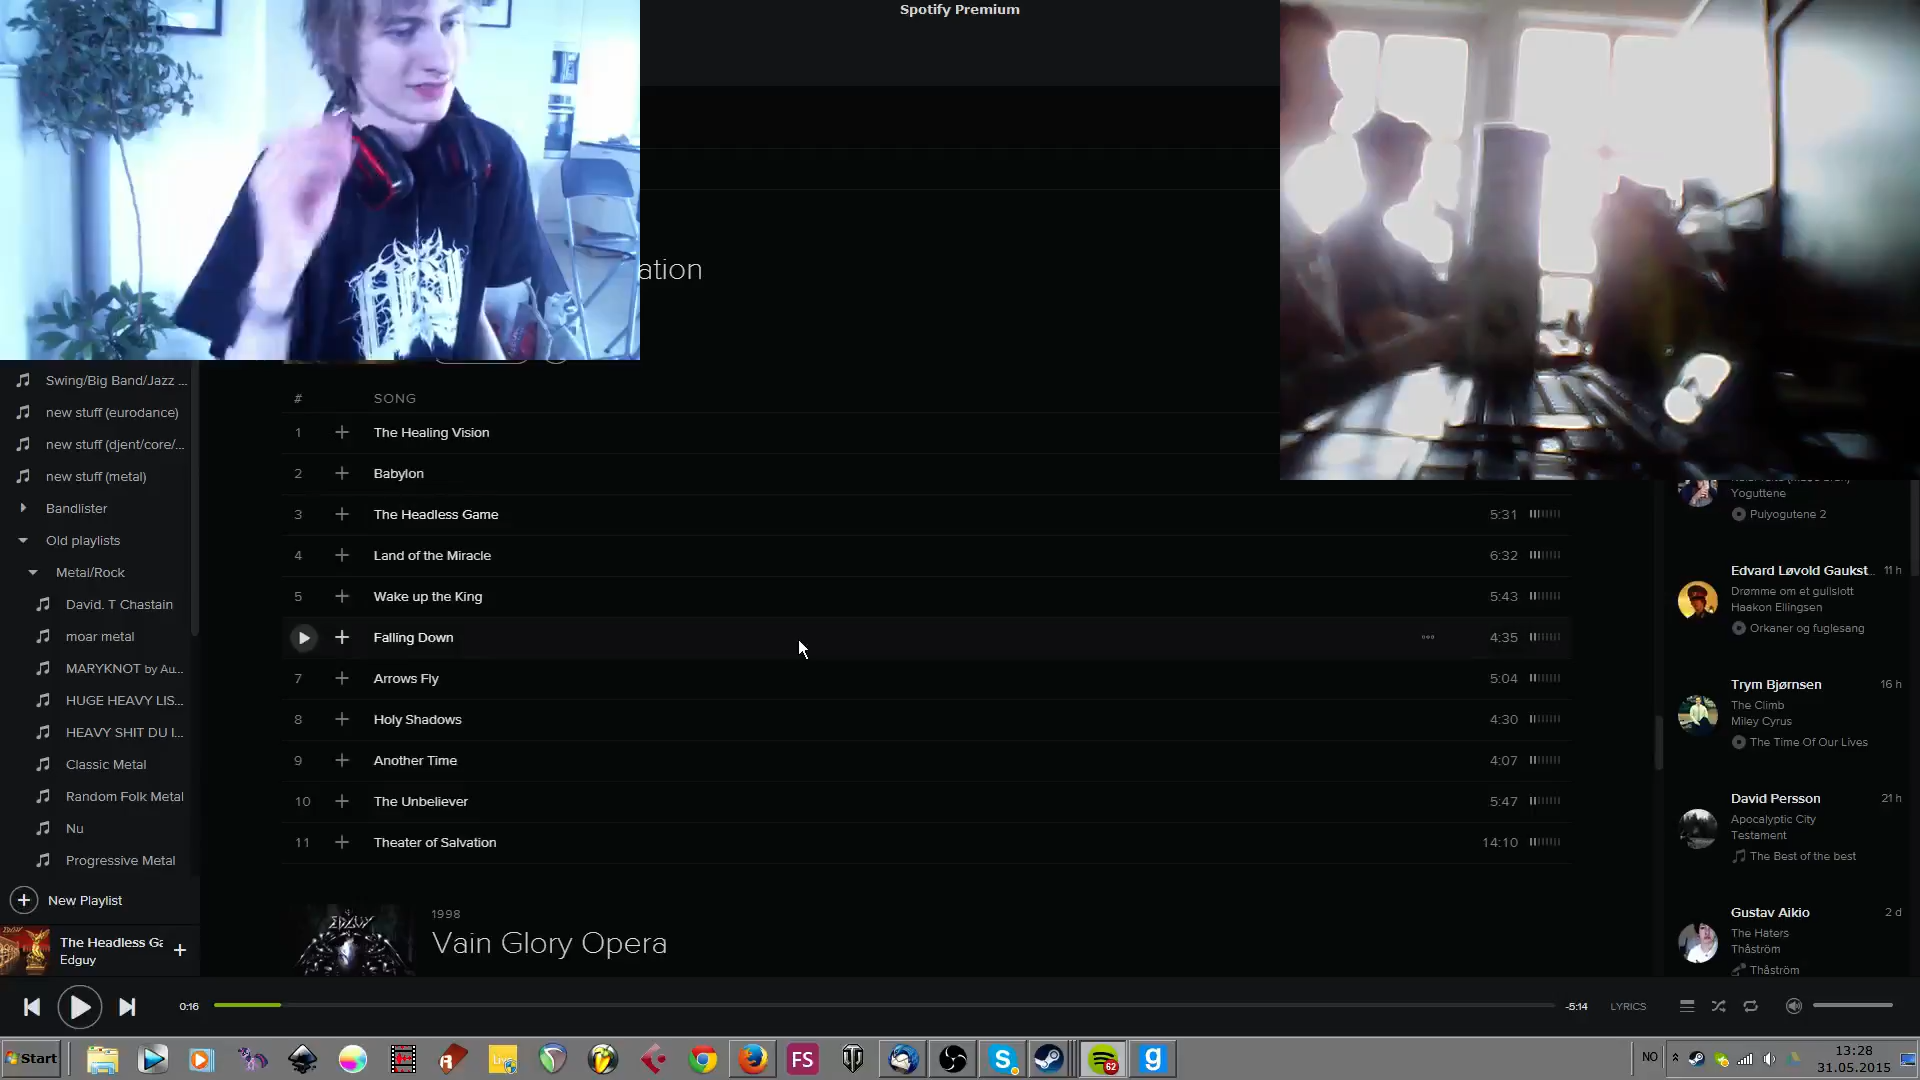 Spotify Premium
ation
Swing/Big Band/Jazz ...
new stuff (eurodance)
new stuff (djent/core/...
new stuff (metal)
Bandlister
Old playlists
Metal/Rock
David. T Chastain
moar metal
MARYKNOT by Au...
HUGE HEAVY LIS...
HEAVY SHIT DU I...
Classic Metal
Random Folk Metal
Nu
Progressive Metal
New Playlist
The Headless Ga
Edguy
# SONG
1 The Healing Vision
2 Babylon
3 The Headless Game 5:31
4 Land of the Miracle 6:32
5 Wake up the King 5:43
Falling Down 4:35
7 Arrows Fly 5:04
8 Holy Shadows 4:30
9 Another Time 4:07
10 The Unbeliever 5:47
11 Theater of Salvation 14:10
1998
Vain Glory Opera
EDGUY
Yoguttene
Pulyogutene 2
Edvard Løvold Gaukst... 11 h
Drømme om et gullslott
Haakon Ellingsen
Orkaner og fuglesang
Trym Bjørnsen 16 h
The Climb
Miley Cyrus
The Time Of Our Lives
David Persson 21 h
Apocalyptic City
Testament
The Best of the best
Gustav Aikio 2 d
The Haters
Thåström
Thåström
0:16 -5:14 LYRICS
Start FS 62 NO 13:28
31.05.2015